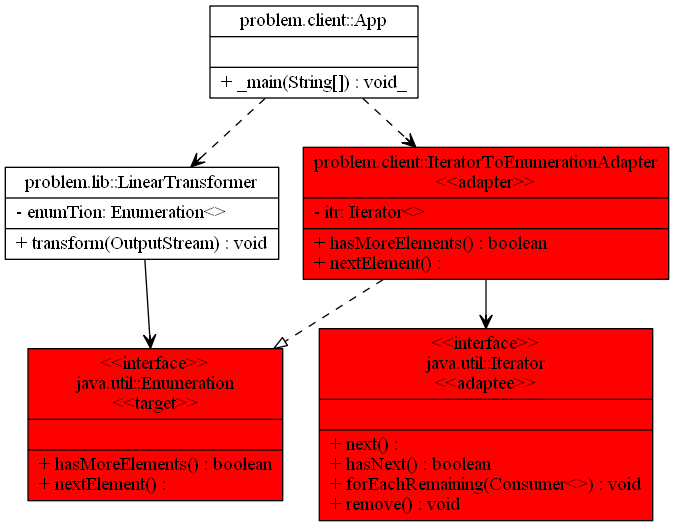 problem.client::App
+ _main(String[]) : void_
problem.lib::LinearTransformer
- enumTion: Enumeration<>
+ transform(OutputStream) : void
problem.client::IteratorToEnumerationAdapter
<<adapter>>
- itr: Iterator<>
+ hasMoreElements() : boolean
+ nextElement() :
<<interface>>
java.util::Enumeration
<<target>>
+ hasMoreElements() : boolean
+ nextElement() :
<<interface>>
java.util::Iterator
<<adaptee>>
+ next() :
+ hasNext() : boolean
+ forEachRemaining(Consumer<>) : void
+ remove() : void